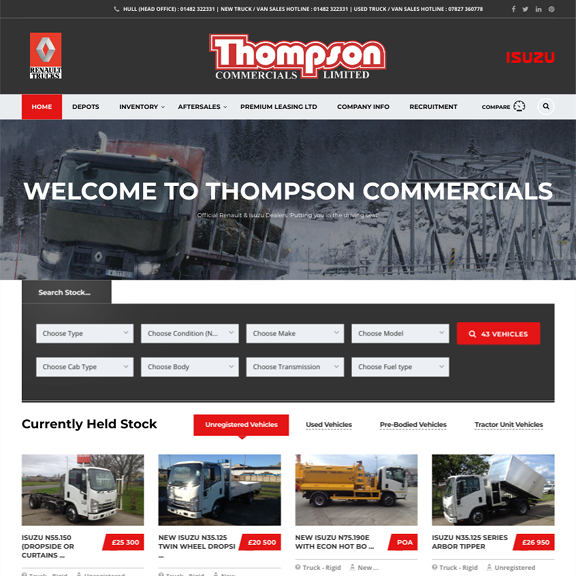 HULL (HEAD OFFICE) : 01482 322331 | NEW TRUCK / VAN SALES HOTLINE : 01482 322331 | USED TRUCK / VAN SALES HOTLINE : 07827 360778
RENAULT
TRUCKS
Thompson
COMMERCIALS LIMITED
ISUZU
HOME DEPOTS INVENTORY AFTERSALES PREMIUM LEASING LTD COMPANY INFO RECRUITMENT COMPARE
WELCOME TO THOMPSON COMMERCIALS
Official Renault & Isuzu Dealers 'Putting you in the driving seat'
Search Stock...
Choose Type Choose Condition (N... Choose Make Choose Model 43 VEHICLES
Choose Cab Type Choose Body Choose Transmission Choose Fuel type
Currently Held Stock Unregistered Vehicles Used Vehicles Pre-Bodied Vehicles Tractor Unit Vehicles
ISUZU N55.150 (DROPSIDE OR CURTAINS ... £25 300
NEW ISUZU N35.125 TWIN WHEEL DROPSI ... £20 500
NEW ISUZU N75.190E WITH ECON HOT BO ... POA
ISUZU N35.125 SERIES ARBOR TIPPER £26 950
Truck - Rigid Unregistered Truck - Rigid New ... Truck - Rigid New ... Truck - Rigid Unregistered